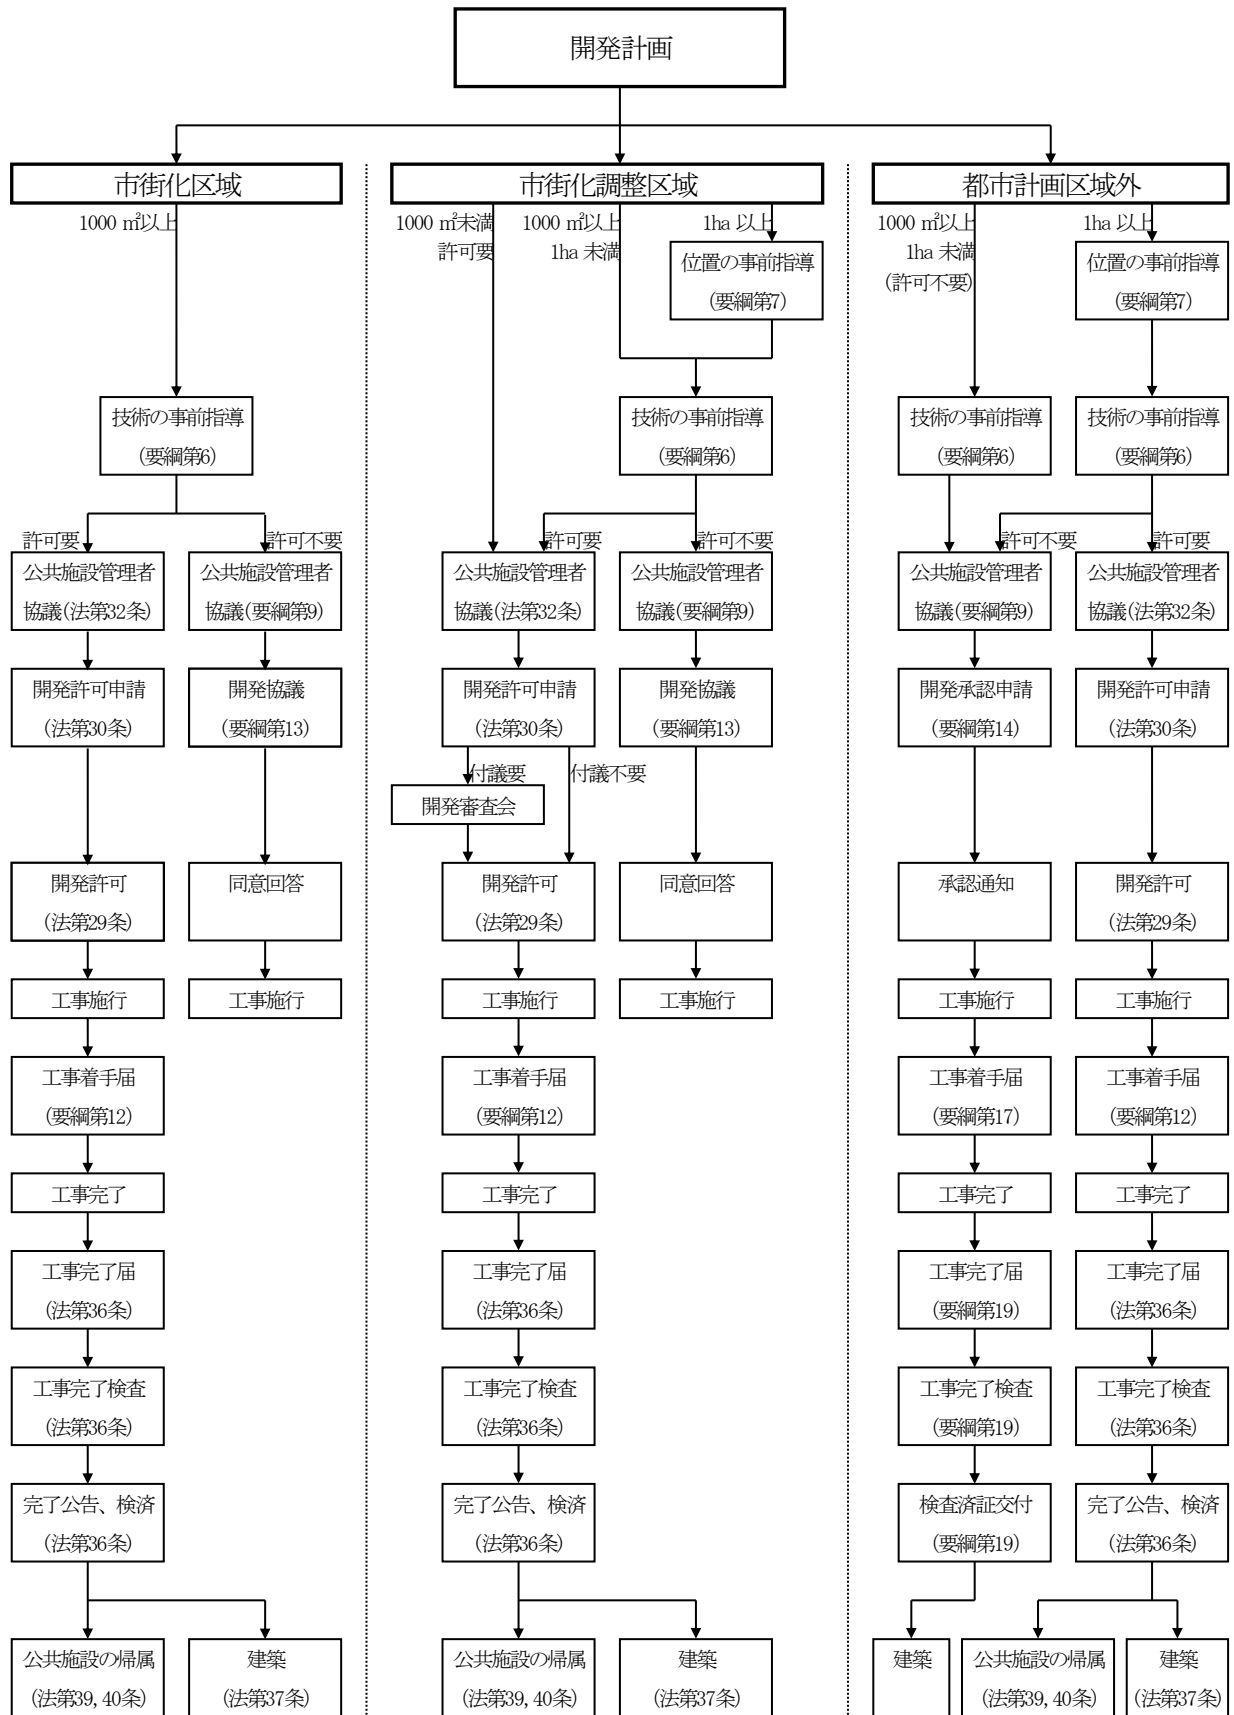 開発計画
市街化区域
市街化調整区域
都市計画区域外
1000 ㎡以上
1000 ㎡未満
許可要
1000 ㎡以上
1ha 未満
1ha 以上
位置の事前指導
(要綱第7)
1000 ㎡以上
1ha 未満
(許可不要)
1ha 以上
位置の事前指導
(要綱第7)
技術の事前指導
(要綱第6)
技術の事前指導
(要綱第6)
技術の事前指導
(要綱第6)
技術の事前指導
(要綱第6)
許可要
許可不要
許可要
許可不要
許可不要
許可要
公共施設管理者
協議(法第32条)
公共施設管理者
協議(要綱第9)
公共施設管理者
協議(法第32条)
公共施設管理者
協議(要綱第9)
公共施設管理者
協議(要綱第9)
公共施設管理者
協議(法第32条)
開発許可申請
(法第30条)
開発協議
(要綱第13)
開発許可申請
(法第30条)
開発協議
(要綱第13)
開発承認申請
(要綱第14)
開発許可申請
(法第30条)
付議要
付議不要
開発審査会
開発許可
(法第29条)
同意回答
開発許可
(法第29条)
同意回答
承認通知
開発許可
(法第29条)
工事施行
工事施行
工事施行
工事施行
工事施行
工事施行
工事着手届
(要綱第12)
工事着手届
(要綱第12)
工事着手届
(要綱第17)
工事着手届
(要綱第12)
工事完了
工事完了
工事完了
工事完了
工事完了届
(法第36条)
工事完了届
(法第36条)
工事完了届
(要綱第19)
工事完了届
(法第36条)
工事完了検査
(法第36条)
工事完了検査
(法第36条)
工事完了検査
(要綱第19)
工事完了検査
(法第36条)
完了公告、検済
(法第36条)
完了公告、検済
(法第36条)
検査済証交付
(要綱第19)
完了公告、検済
(法第36条)
公共施設の帰属
(法第39, 40条)
建築
(法第37条)
公共施設の帰属
(法第39, 40条)
建築
(法第37条)
建築
公共施設の帰属
(法第39, 40条)
建築
(法第37条)